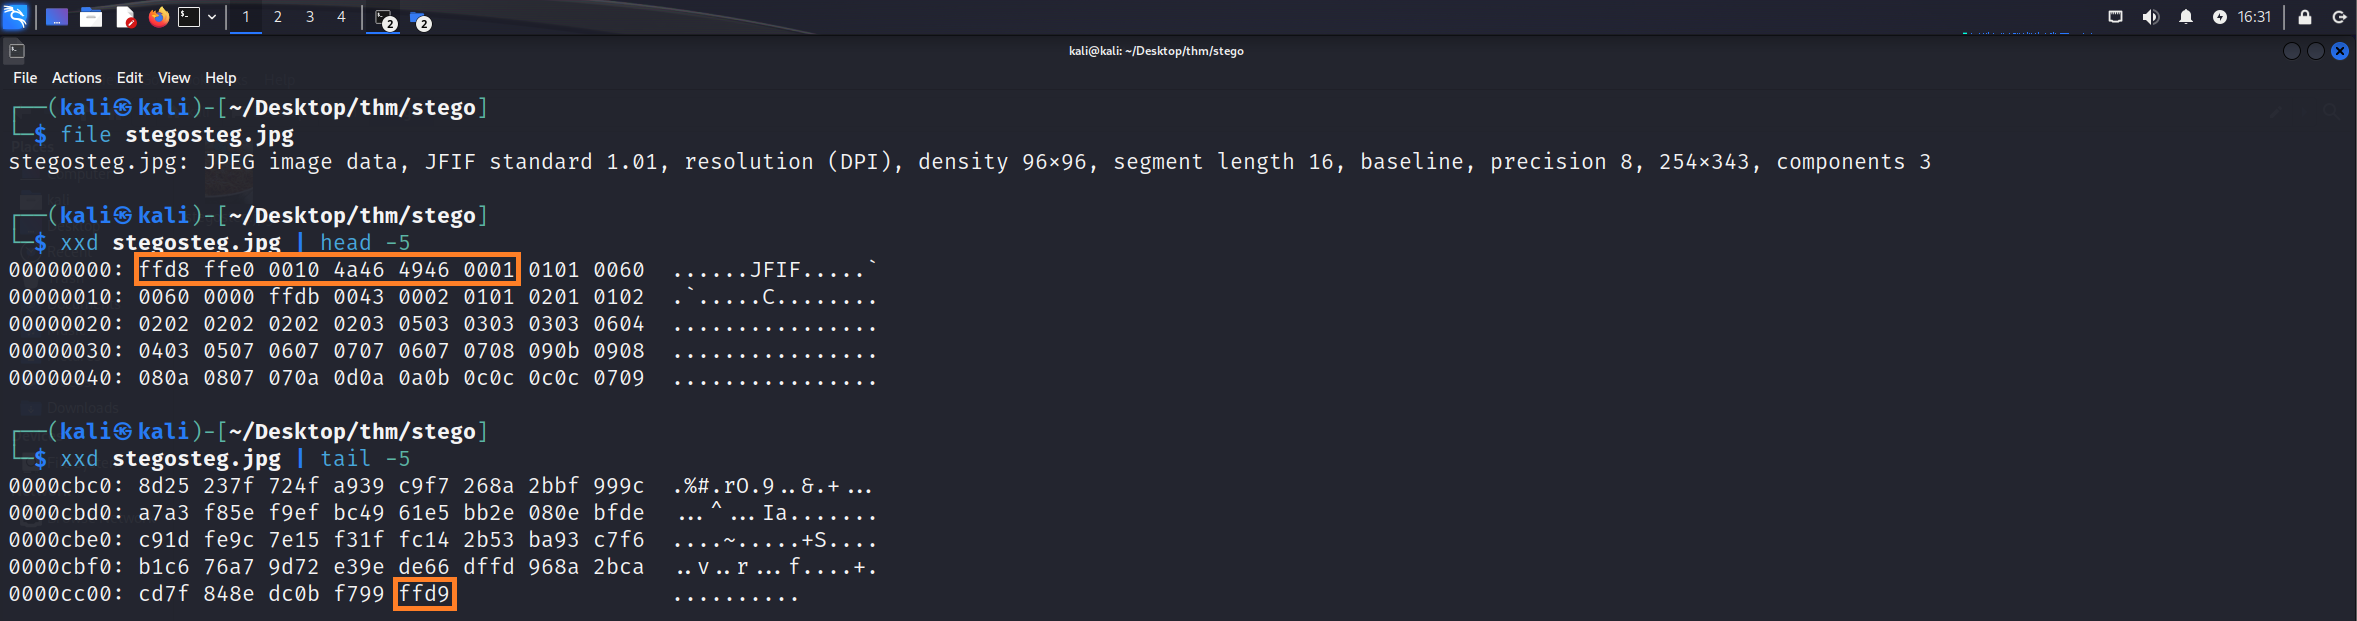 1 2 3 4 2 2 16:31
kali@kali: ~/Desktop/thm/stego
File Actions Edit View Help
┌──(kali㉿kali)-[~/Desktop/thm/stego]
└─$ file stegosteg.jpg
stegosteg.jpg: JPEG image data, JFIF standard 1.01, resolution (DPI), density 96×96, segment length 16, baseline, precision 8, 254×343, components 3
┌──(kali㉿kali)-[~/Desktop/thm/stego]
└─$ xxd stegosteg.jpg | head -5
00000000: ffd8 ffe0 0010 4a46 4946 0001 0101 0060  ......JFIF.....`
00000010: 0060 0000 ffdb 0043 0002 0101 0201 0102  .`.....C........
00000020: 0202 0202 0202 0203 0503 0303 0303 0604  ................
00000030: 0403 0507 0607 0707 0607 0708 090b 0908  ................
00000040: 080a 0807 070a 0d0a 0a0b 0c0c 0c0c 0709  ................
┌──(kali㉿kali)-[~/Desktop/thm/stego]
└─$ xxd stegosteg.jpg | tail -5
0000cbc0: 8d25 237f 724f a939 c9f7 268a 2bbf 999c  .%#.rO.9..&.+...
0000cbd0: a7a3 f85e f9ef bc49 61e5 bb2e 080e bfde  ...^...Ia.......
0000cbe0: c91d fe9c 7e15 f31f fc14 2b53 ba93 c7f6  ....~.....+S....
0000cbf0: b1c6 76a7 9d72 e39e de66 dffd 968a 2bca  ..v..r...f....+.
0000cc00: cd7f 848e dc0b f799 ffd9  ..........